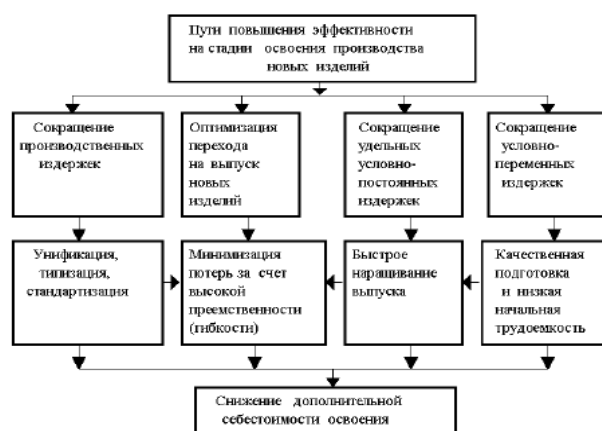 Пути повышения эффективности
на стадии освоения производства
новых изделий
Сокращение
производственных
издержек
Оптимизация
перехода
на выпуск
новых
изделий
Сокращение
удельных
условно-
постоянных
издержек
Сокращение
условно-
переменных
издержек
Унификация,
типизация,
стандартизация
Минимизация
потерь за счет
высокой
преемственности
(гибкости)
Быстрое
наращивание
выпуска
Качественная
подготовка
и низкая
начальная
трудоемкость
Снижение дополнительной
себестоимости освоения